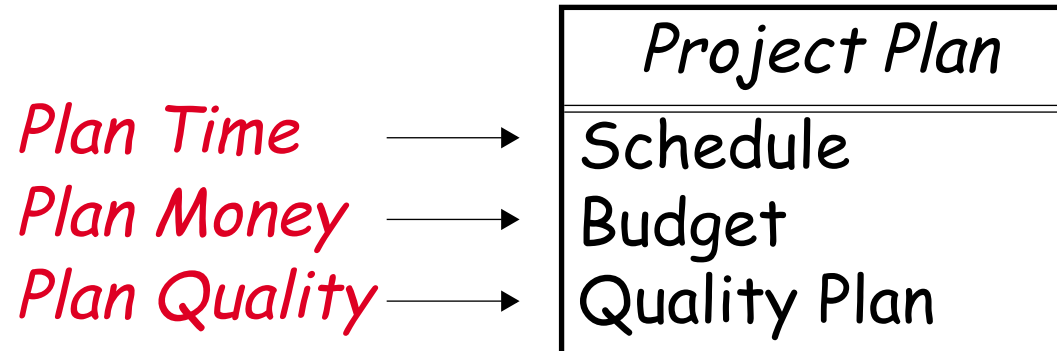 Project Plan
Plan Time Schedule
Plan Money Budget
Plan Quality Quality Plan